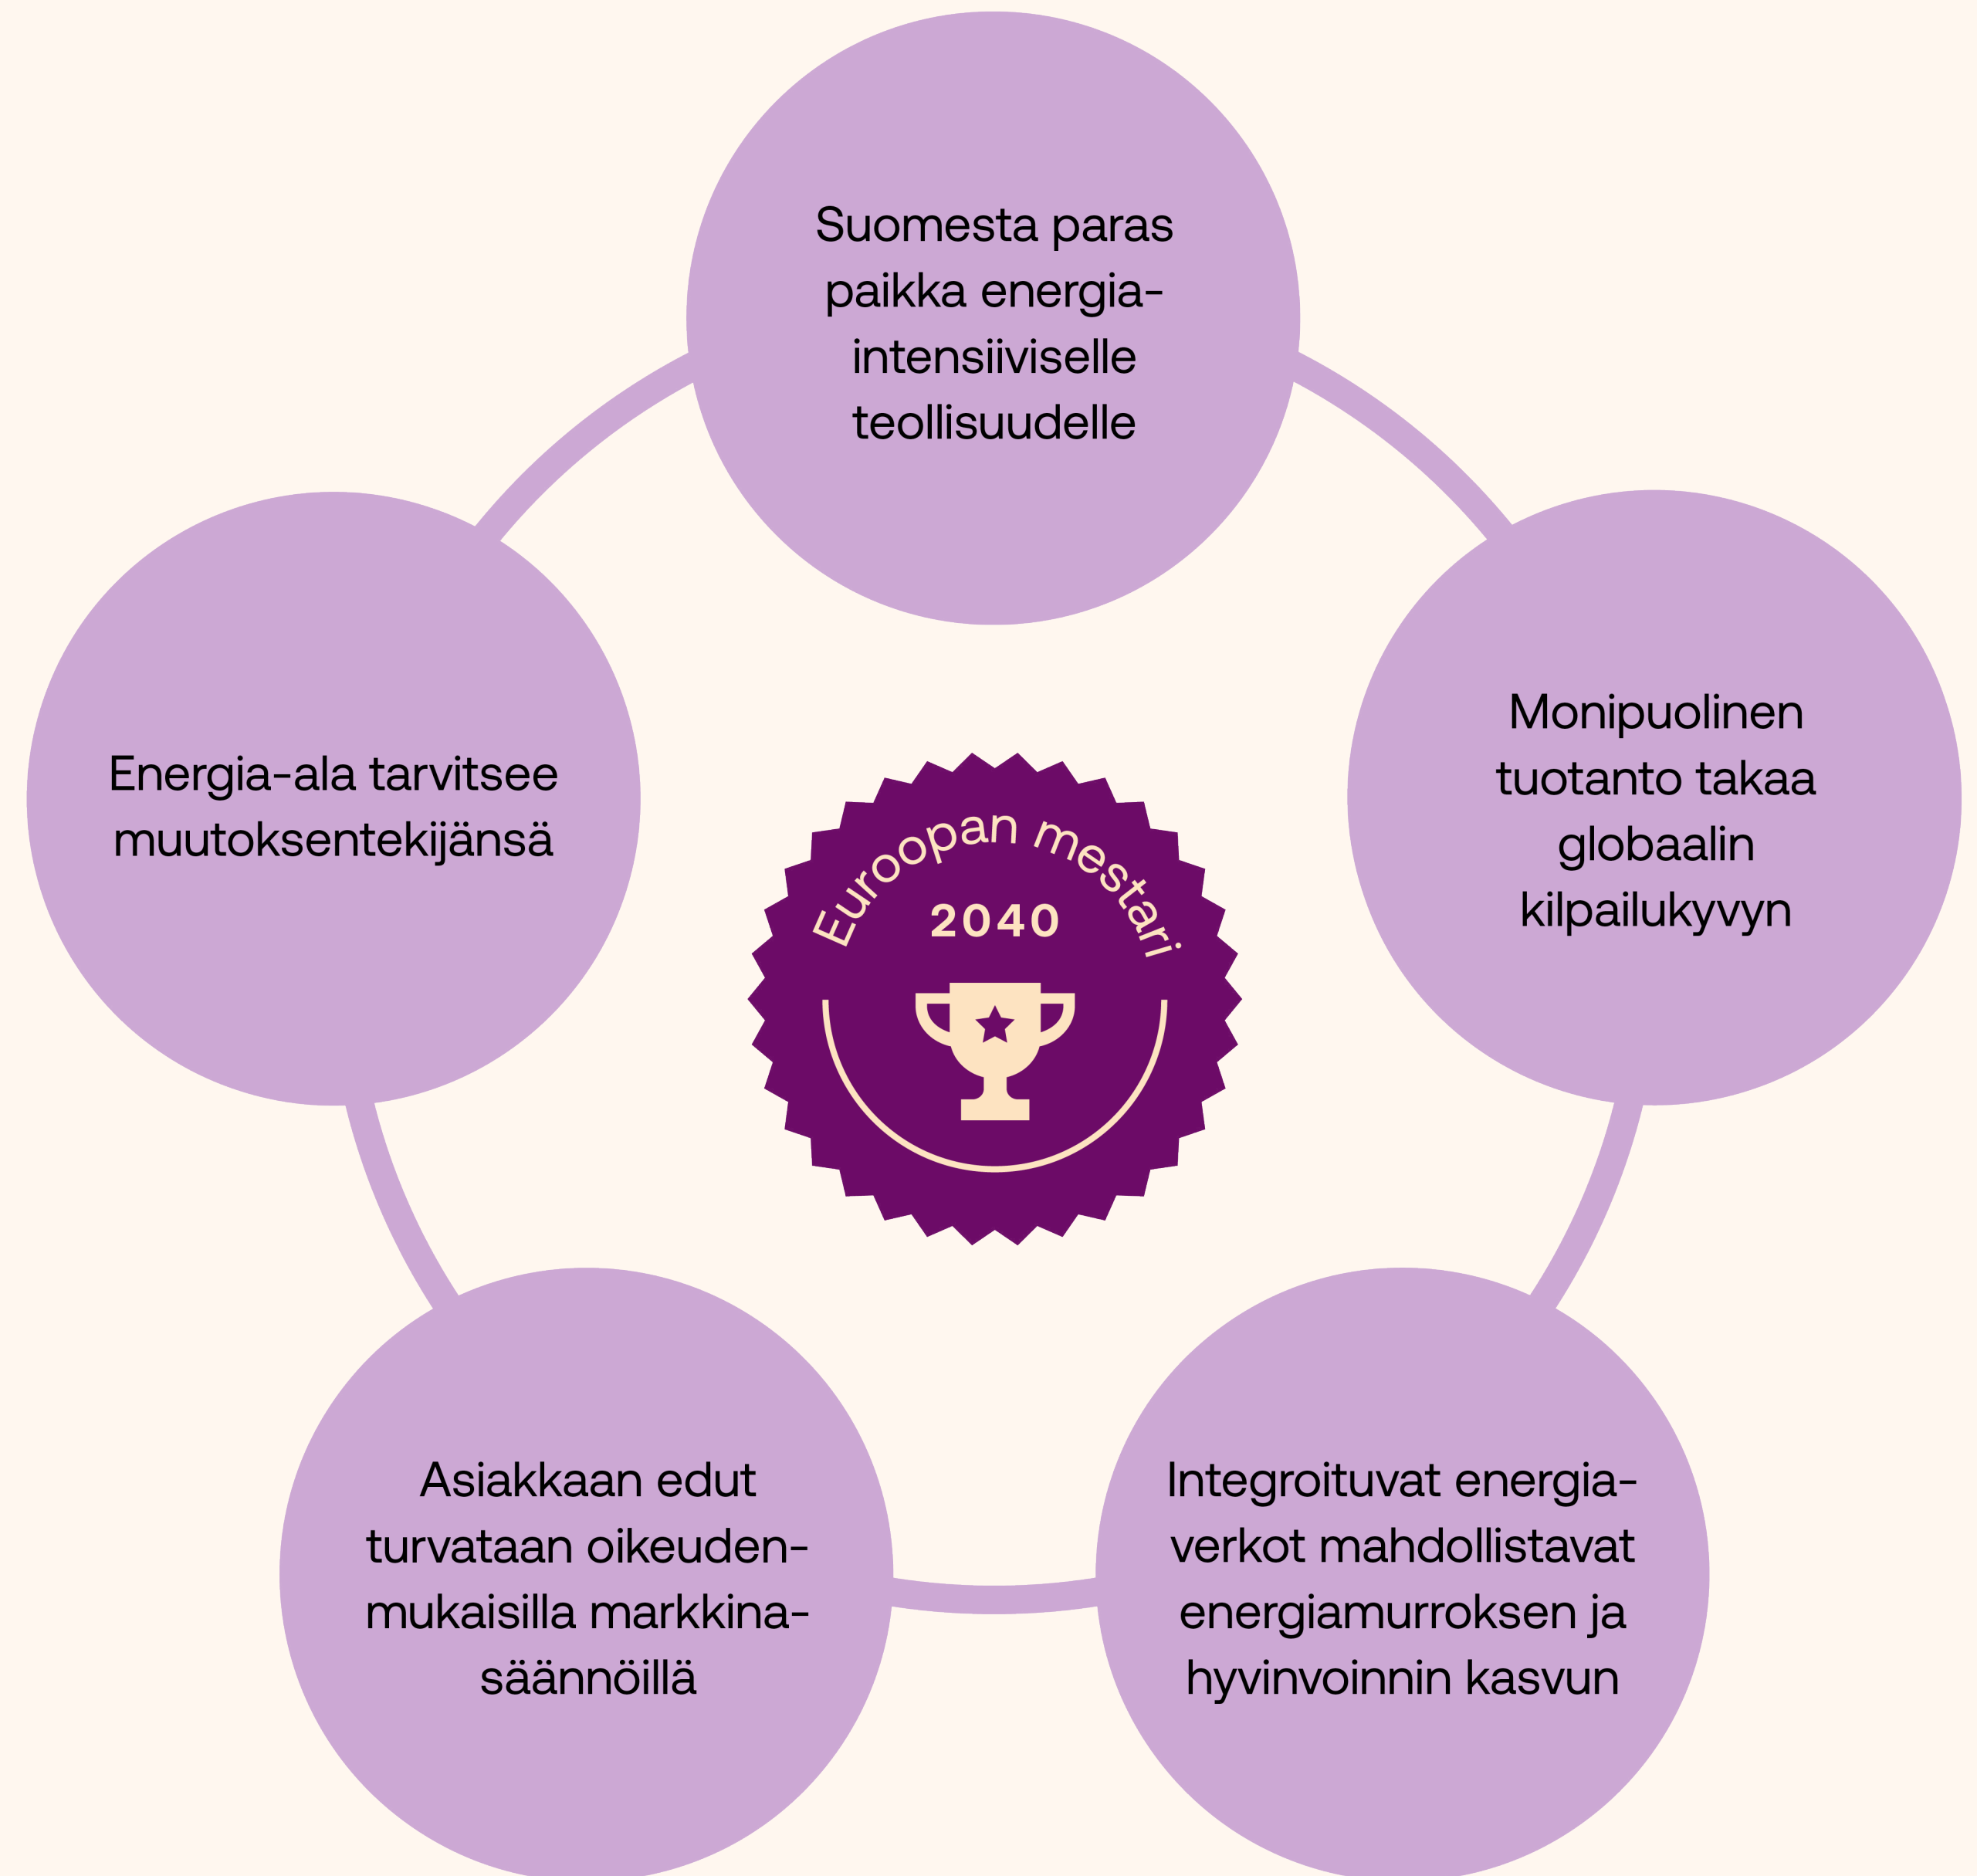 Suomesta paras
paikka energia-
intensiiviselle
teollisuudelle
Monipuolinen
tuotanto takaa
globaalin
kilpailukyvyn
Integroituvat energia-
verkot mahdollistavat
energiamurroksen ja
hyvinvoinnin kasvun
Asiakkaan edut
turvataan oikeuden-
mukaisilla markkina-
säännöillä
Energia-ala tarvitsee
muutoksentekijänsä
Euroopan mestari
2040